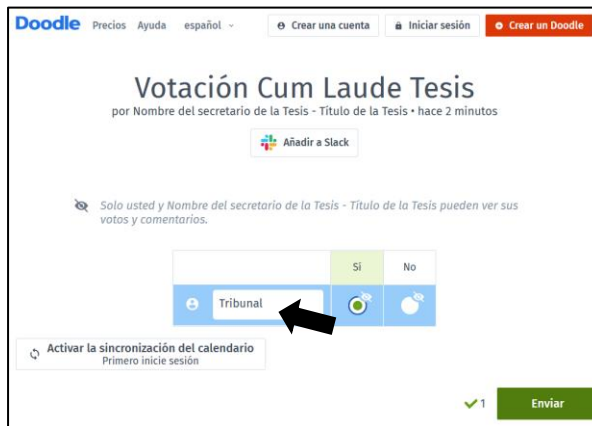 Doodle Precios Ayuda español Crear una cuenta Iniciar sesión Crear un Doodle
Votación Cum Laude Tesis
por Nombre del secretario de la Tesis - Título de la Tesis • hace 2 minutos
Añadir a Slack
Solo usted y Nombre del secretario de la Tesis - Título de la Tesis pueden ver sus
votos y comentarios.
Sí No
Tribunal
Activar la sincronización del calendario
Primero inicie sesión
1 Enviar